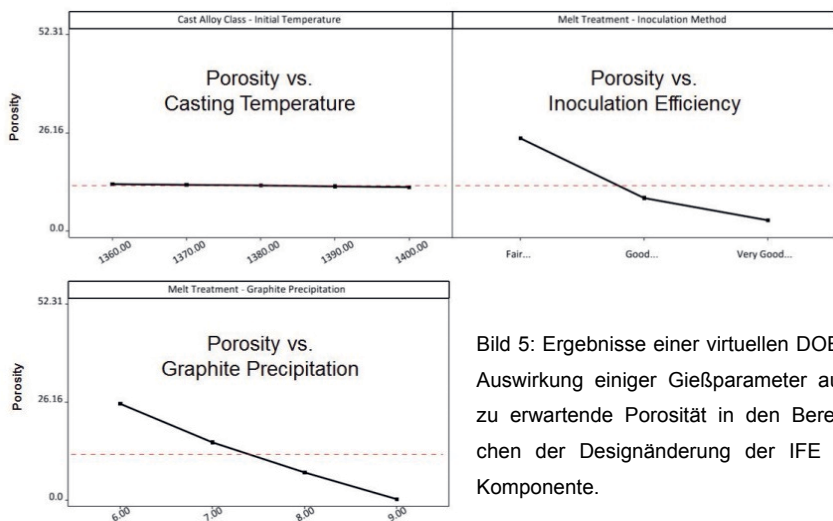 Cast Alloy Class - Initial Temperature
Melt Treatment - Inoculation Method
52.31
26.16
0.0
Porosity
Porosity vs.
Casting Temperature
Porosity vs.
Inoculation Efficiency
1360.00
1370.00
1380.00
1390.00
1400.00
Fair...
Good...
Very Good...
Melt Treatment - Graphite Precipitation
52.31
26.16
0.0
Porosity
Porosity vs.
Graphite Precipitation
6.00
7.00
8.00
9.00
Bild 5: Ergebnisse einer virtuellen DOE
Auswirkung einiger Gießparameter au
zu erwartende Porosität in den Bere
chen der Designänderung der IFE
Komponente.